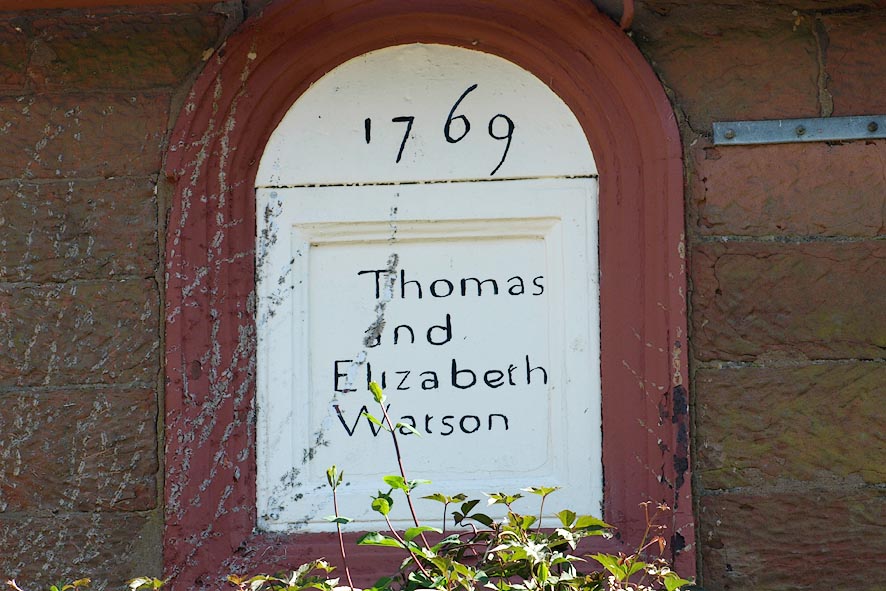 1769
Thomas
and
Elizabeth
Watson